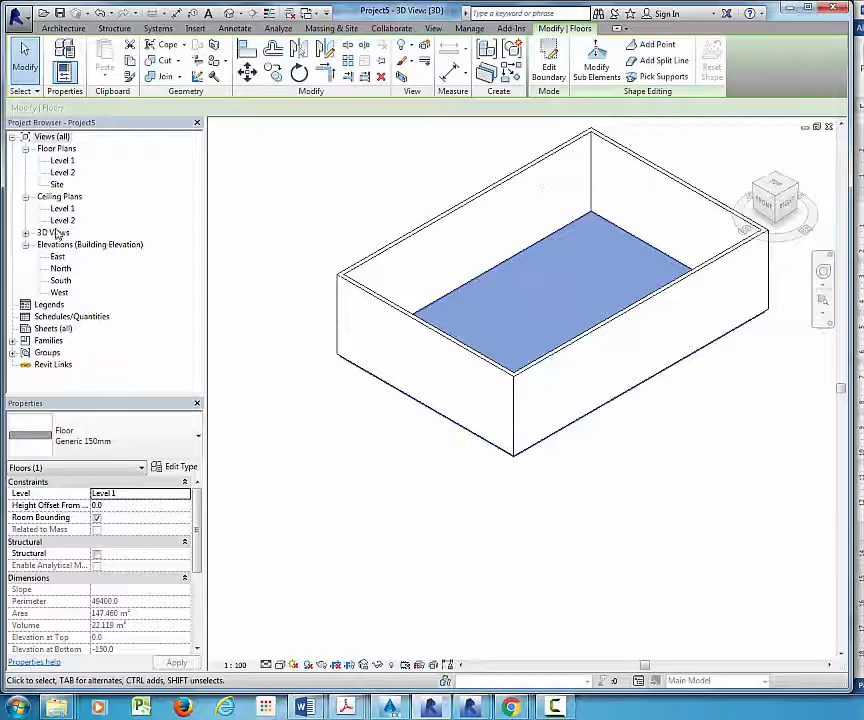 Project5 - 3D View: {3D}
Type a keyword or phrase
Sign In
Architecture Structure Systems Insert Annotate Analyze Massing & Site Collaborate View Manage Add-Ins Modify | Floors
Modify
Properties
Paste
Cope
Cut
Join
Edit Boundary
Modify Sub Elements
Add Point
Add Split Line
Pick Supports
Reset Shape
Select Properties Clipboard Geometry Modify View Measure Create Mode Shape Editing
Modify | Floors
Project Browser - Project5
Views (all)
Floor Plans
Level 1
Level 2
Site
Ceiling Plans
Level 1
Level 2
3D Views
Elevations (Building Elevation)
East
North
South
West
Legends
Schedules/Quantities
Sheets (all)
Families
Groups
Revit Links
TOP
FRONT
RIGHT
Properties
Floor
Generic 150mm
Floors (1)
Edit Type
Constraints
Level Level 1
Height Offset From ... 0.0
Room Bounding
Related to Mass
Structural
Structural
Enable Analytical M...
Dimensions
Slope
Perimeter 49400.0
Area 147.460 m²
Volume 22.119 m³
Elevation at Top 0.0
Elevation at Bottom -150.0
Properties help
Apply
1 : 100
Click to select, TAB for alternates, CTRL adds, SHIFT unselects.
:0
Main Model